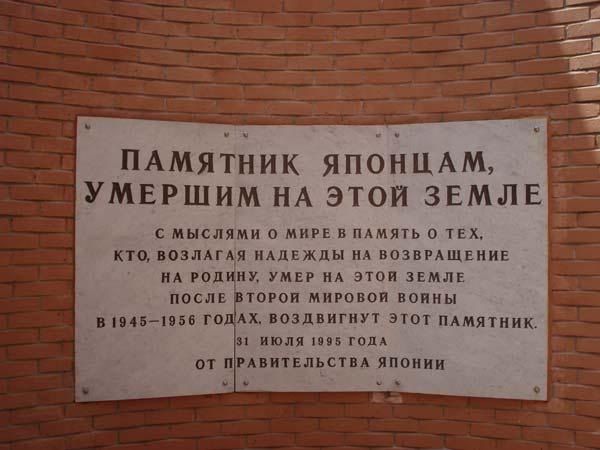 ПАМЯТНИК ЯПОНЦАМ,
УМЕРШИМ НА ЭТОЙ ЗЕМЛЕ
С МЫСЛЯМИ О МИРЕ В ПАМЯТЬ О ТЕХ,
КТО, ВОЗЛАГАЯ НАДЕЖДЫ НА ВОЗВРАЩЕНИЕ
НА РОДИНУ, УМЕР НА ЭТОЙ ЗЕМЛЕ
ПОСЛЕ ВТОРОЙ МИРОВОЙ ВОЙНЫ
В 1945—1956 ГОДАХ, ВОЗДВИГНУТ ЭТОТ ПАМЯТНИК.
31 ИЮЛЯ 1995 ГОДА
ОТ ПРАВИТЕЛЬСТВА ЯПОНИИ